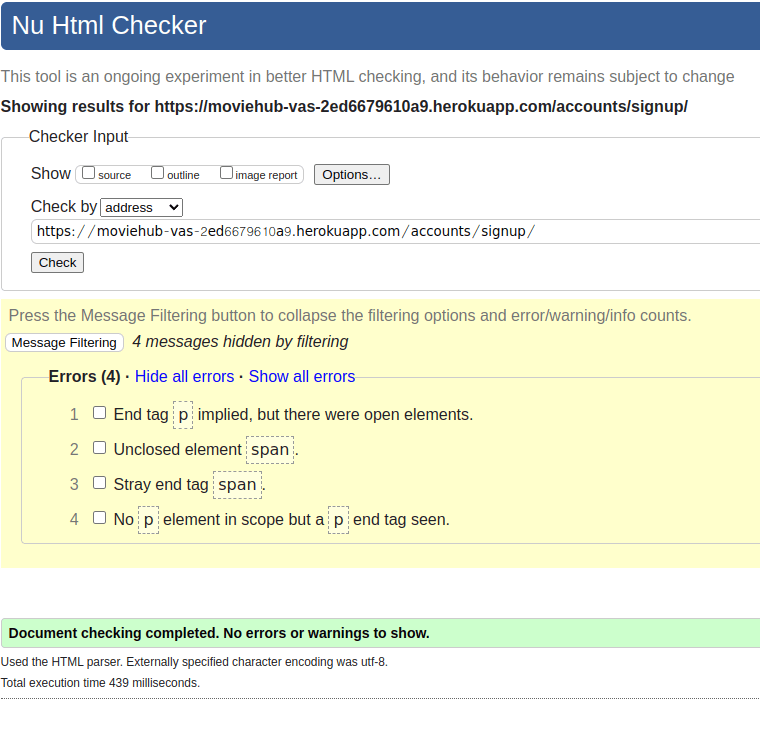 Nu Html Checker
This tool is an ongoing experiment in better HTML checking, and its behavior remains subject to change
Showing results for https://moviehub-vas-2ed6679610a9.herokuapp.com/accounts/signup/
Checker Input
Show source outline image report Options...
Check by address
https://moviehub-vas-2ed6679610a9.herokuapp.com/accounts/signup/
Check
Press the Message Filtering button to collapse the filtering options and error/warning/info counts.
Message Filtering 4 messages hidden by filtering
Errors (4) · Hide all errors · Show all errors
1 End tag p implied, but there were open elements.
2 Unclosed element span.
3 Stray end tag span.
4 No p element in scope but a p end tag seen.
Document checking completed. No errors or warnings to show.
Used the HTML parser. Externally specified character encoding was utf-8.
Total execution time 439 milliseconds.